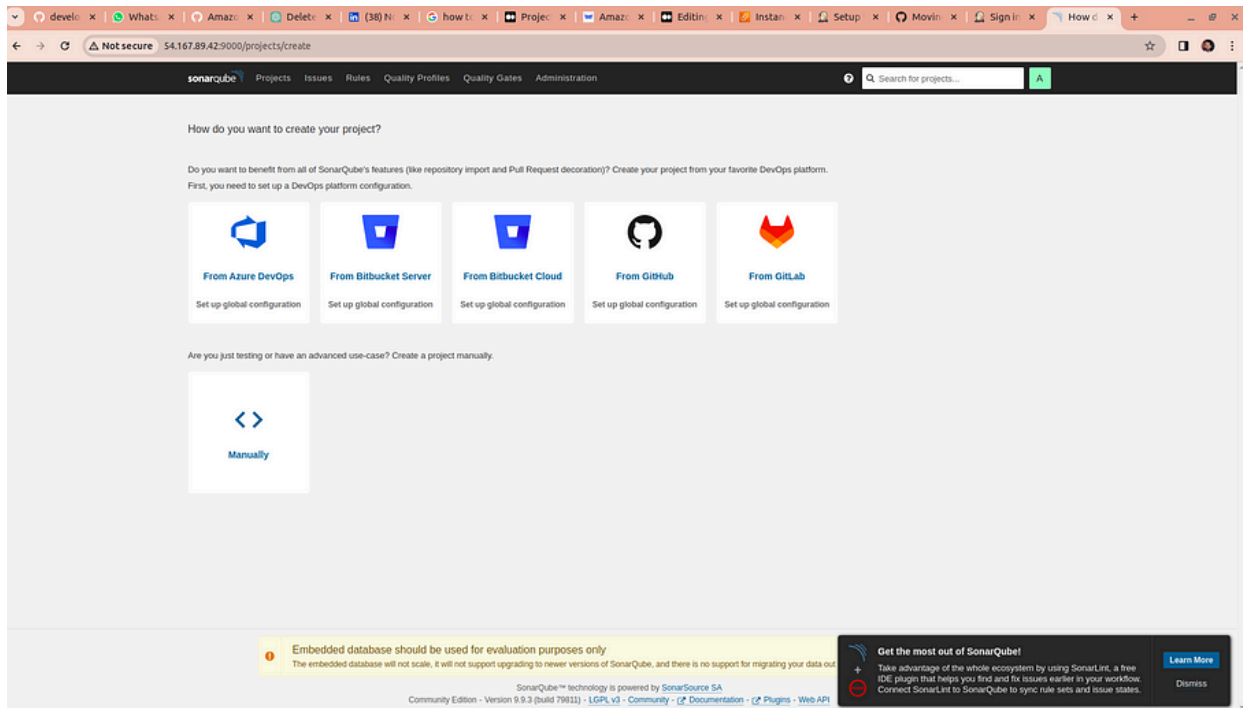 develo
Whats
Amazo
Delete
(38) N
how to
Projec
Amazo
Editing
Instan
Setup
Movin
Sign in
How d
Not secure 54.167.89.42:9000/projects/create
sonarqube Projects Issues Rules Quality Profiles Quality Gates Administration
Search for projects...
A
How do you want to create your project?
Do you want to benefit from all of SonarQube's features (like repository import and Pull Request decoration)? Create your project from your favorite DevOps platform.
First, you need to set up a DevOps platform configuration.
From Azure DevOps
Set up global configuration
From Bitbucket Server
Set up global configuration
From Bitbucket Cloud
Set up global configuration
From GitHub
Set up global configuration
From GitLab
Set up global configuration
Are you just testing or have an advanced use-case? Create a project manually.
Manually
Embedded database should be used for evaluation purposes only
The embedded database will not scale, it will not support upgrading to newer versions of SonarQube, and there is no support for migrating your data out
SonarQube™ technology is powered by SonarSource SA
Community Edition - Version 9.9.3 (build 79811) - LGPL v3 - Community - Documentation - Plugins - Web API
Get the most out of SonarQube!
Take advantage of the whole ecosystem by using SonarLint, a free
IDE plugin that helps you find and fix issues earlier in your workflow.
Connect SonarLint to SonarQube to sync rule sets and issue states.
Learn More
Dismiss